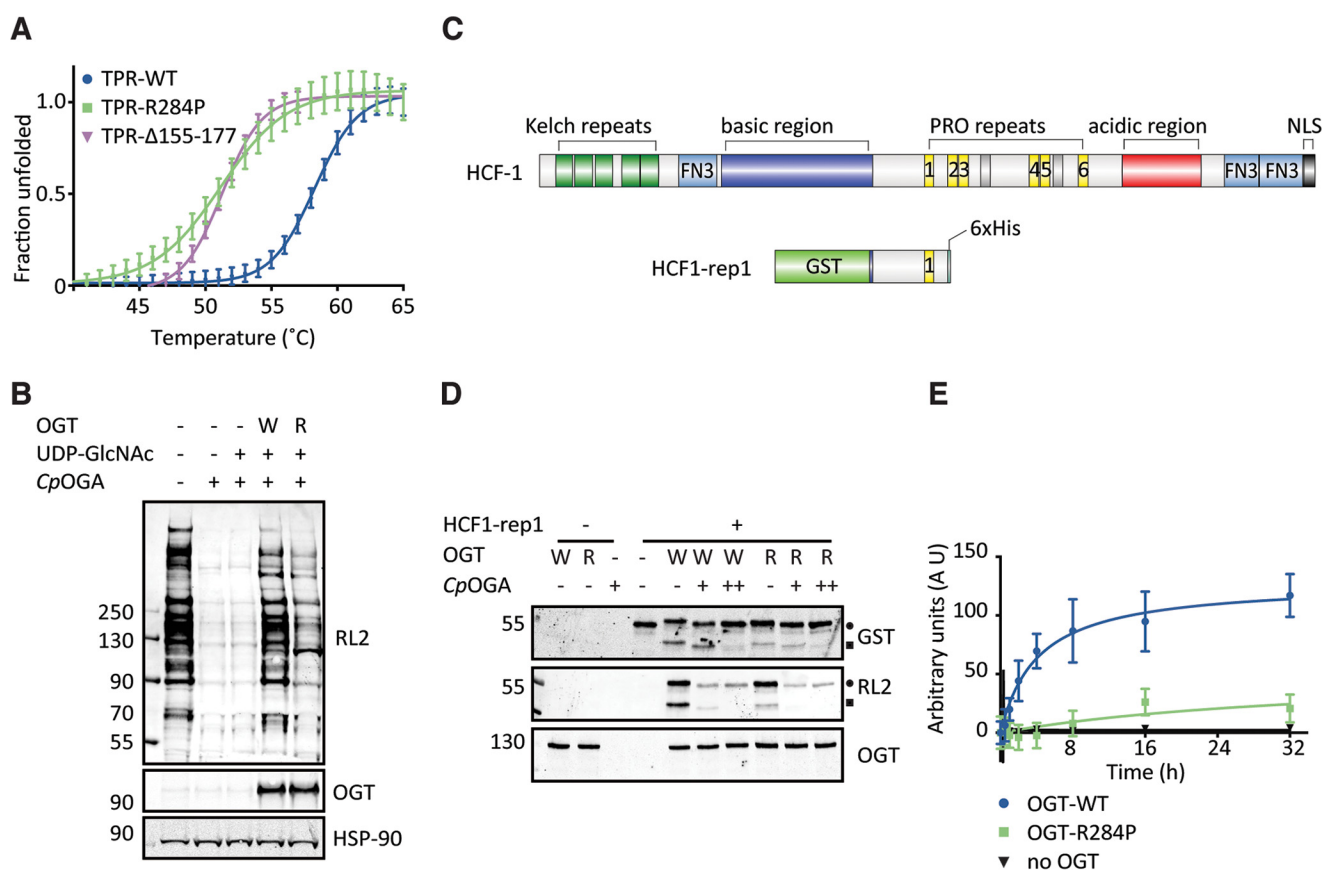 A
TPR-WT
TPR-R284P
TPR-Δ155-177
Fraction unfolded
1.0
0.5
0
45 50 55 60 65
Temperature (˚C)
C
Kelch repeats basic region PRO repeats acidic region NLS
HCF-1 FN3 1 2 3 4 5 6 FN3 FN3
6xHis
HCF1-rep1 GST 1
B
OGT - - - W R
UDP-GlcNAc - - + + +
CpOGA - + + + +
250
130
90
70
55
RL2
90
OGT
90
HSP-90
D
HCF1-rep1 - +
OGT W R - - W W W R R R
CpOGA - - + - - + ++ - + ++
55
GST
55
RL2
130
OGT
E
Arbitrary units (A U)
150
100
50
0
8 16 24 32
Time (h)
OGT-WT
OGT-R284P
no OGT